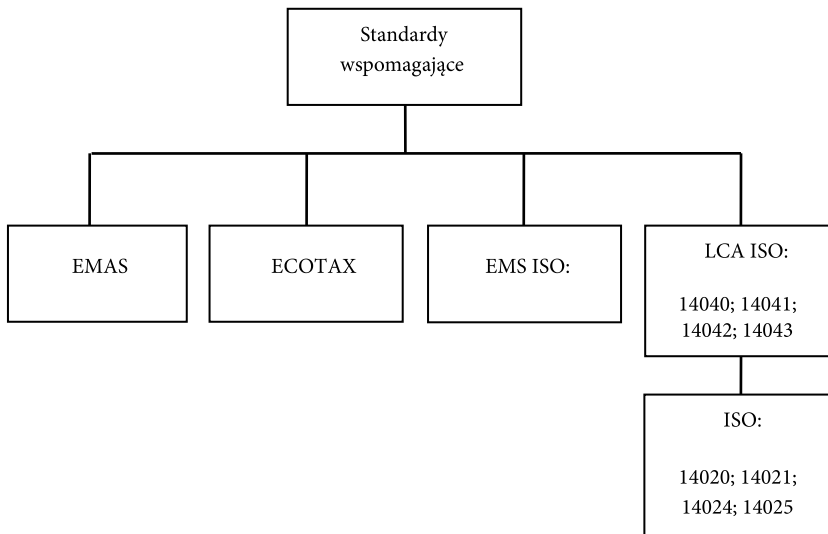 Standardy
wspomagające
EMAS
ECOTAX
EMS ISO:
LCA ISO:
14040; 14041;
14042; 14043
ISO:
14020; 14021;
14024; 14025